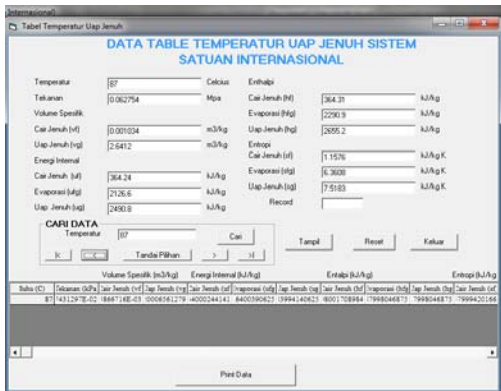 Internasional)
Tabel Temperatur Uap Jenuh
DATA TABLE TEMPERATUR UAP JENUH SISTEM
SATUAN INTERNASIONAL
Temperatur 87 Celcius Enthalpi
Tekanan 0.062754 Mpa Cair Jenuh (hf) 364.31 kJ/kg
Volume Spesifik Evaporasi (hfg) 2290.9 kJ/kg
Cair Jenuh (vf) 0.001034 m3/kg Uap Jenuh (hg) 2655.2 kJ/kg
Uap Jenuh (vg) 2.6412 m3/kg Entropi
Energi Internal Cair Jenuh (sf) 1.1576 kJ/kg K
Cair Jenuh (uf) 364.24 kJ/kg Evaporasi (sfg) 6.3608 kJ/kg K
Evaporasi (ufg) 2126.6 kJ/kg Uap Jenuh (sg) 7.5183 kJ/kg K
Uap Jenuh (ug) 2490.8 kJ/kg Record
CARI DATA
Temperatur 87 Cari
|< < Tandai Pilihan > >| Tampil Reset Keluar
Volume Spesifik (m3/kg) Energi Internal (kJ/kg) Entalpi (kJ/kg) Entropi (kJ/kg
Suhu (C) Tekanan (kPa
87
Print Data